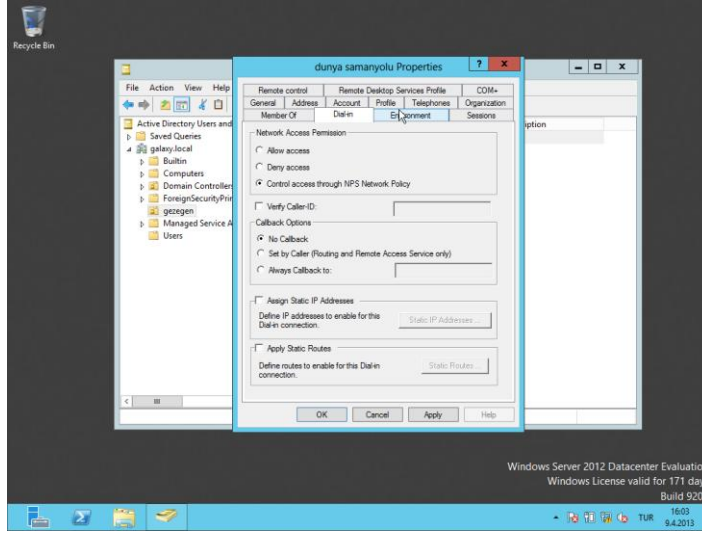 Recycle Bin
dunya samanyolu Properties
File Action View Help
Active Directory Users and
Saved Queries
galaxy.local
Builtin
Computers
Domain Controllers
ForeignSecurityPrin
gezegen
Managed Service A
Users
Remote control Remote Desktop Services Profile COM+
General Address Account Profile Telephones Organization
Member Of Dial-in Environment Sessions
Network Access Permission
Allow access
Deny access
Control access through NPS Network Policy
Verify Caller-ID:
Callback Options
No Callback
Set by Caller (Routing and Remote Access Service only)
Always Callback to:
Assign Static IP Addresses
Define IP addresses to enable for this
Dial-in connection.
Static IP Addresses ...
Apply Static Routes
Define routes to enable for this Dial-in
connection.
Static Routes ...
OK Cancel Apply Help
ription
Windows Server 2012 Datacenter Evaluatio
Windows License valid for 171 day
Build 920
TUR
16:03
9.4.2013